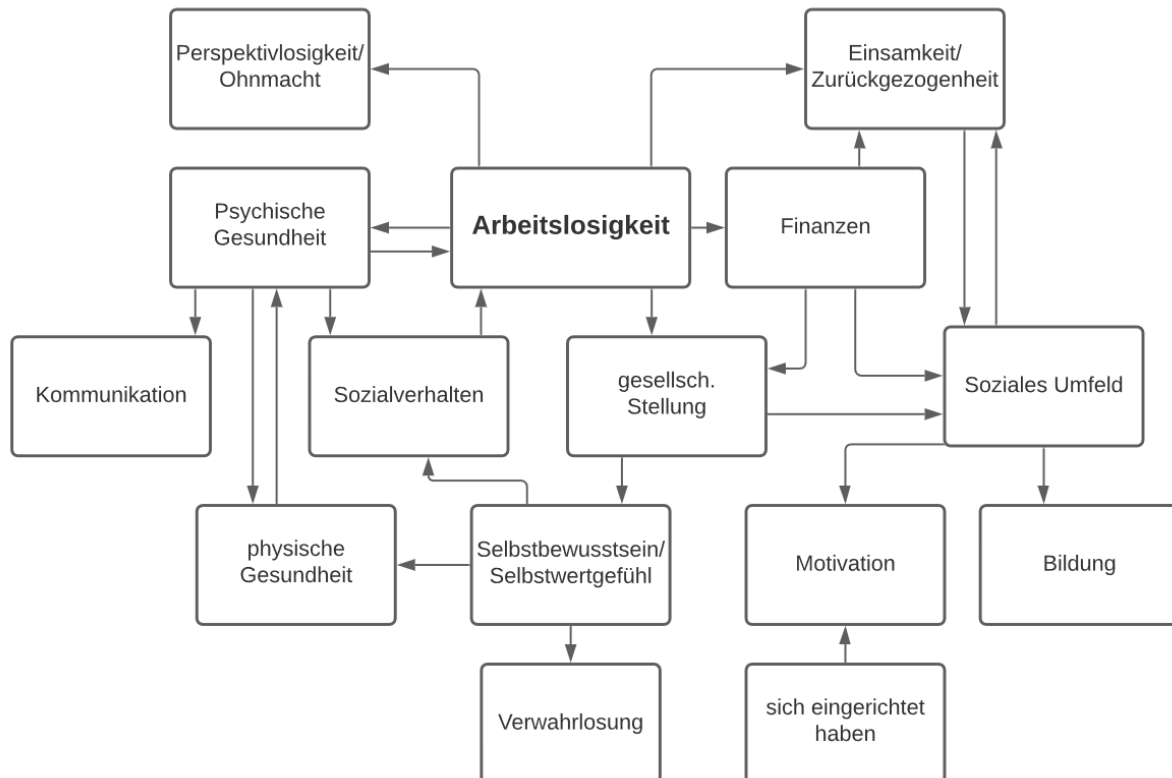 Perspektivlosigkeit/
Ohnmacht
Einsamkeit/
Zurückgezogenheit
Psychische
Gesundheit
Arbeitslosigkeit
Finanzen
Kommunikation
Sozialverhalten
gesellsch.
Stellung
Soziales Umfeld
physische
Gesundheit
Selbstbewusstsein/
Selbstwertgefühl
Motivation
Bildung
Verwahrlosung
sich eingerichtet
haben